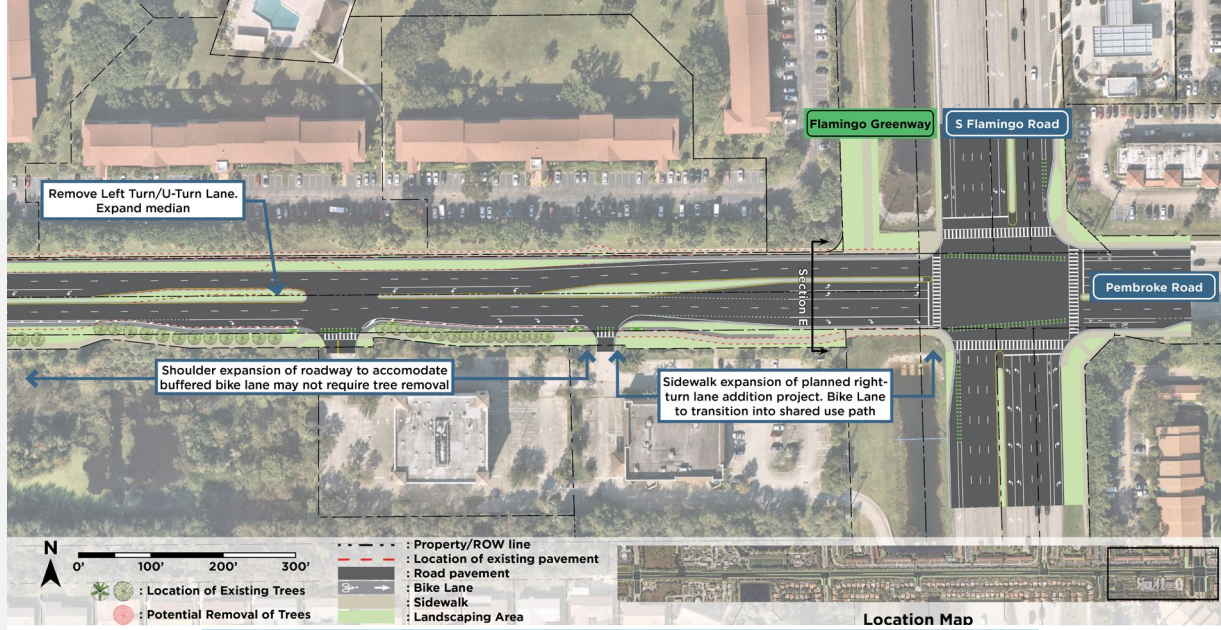 Flamingo Greenway
S Flamingo Road
Remove Left Turn/U-Turn Lane.
Expand median
Section E
Pembroke Road
Shoulder expansion of roadway to accomodate
buffered bike lane may not require tree removal
Sidewalk expansion of planned right-
turn lane addition project. Bike Lane
to transition into shared use path
N
0' 100' 200' 300'
: Location of Existing Trees
: Potential Removal of Trees
: Property/ROW line
: Location of existing pavement
: Road pavement
: Bike Lane
: Sidewalk
: Landscaping Area
Location Map